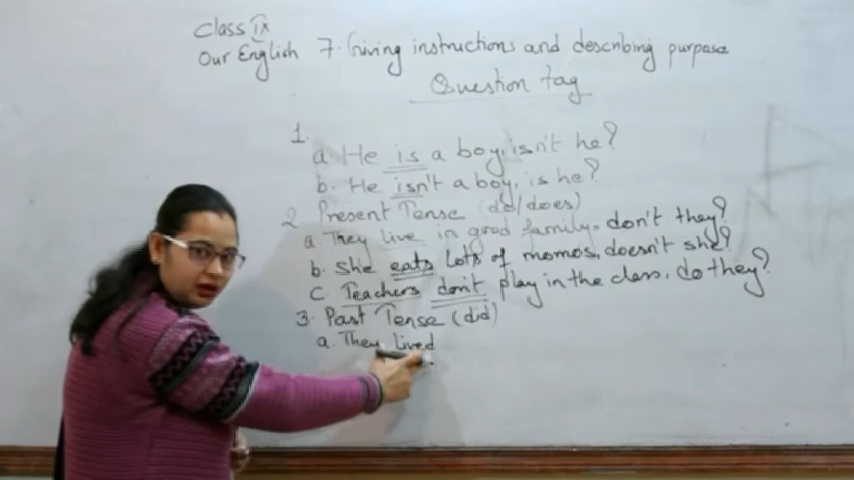 Class IX
Our English 7. Giving instructions and describing purpose
Question tag
1.
a. He is a boy, isn't he?
b. He isn't a boy, is he?
2. Present Tense (do/does)
a They live in good family, don't they?
b. She eats lots of momos, doesn't she?
C. Teachers don't play in the class, do they?
3. Past Tense (did)
a. They lived